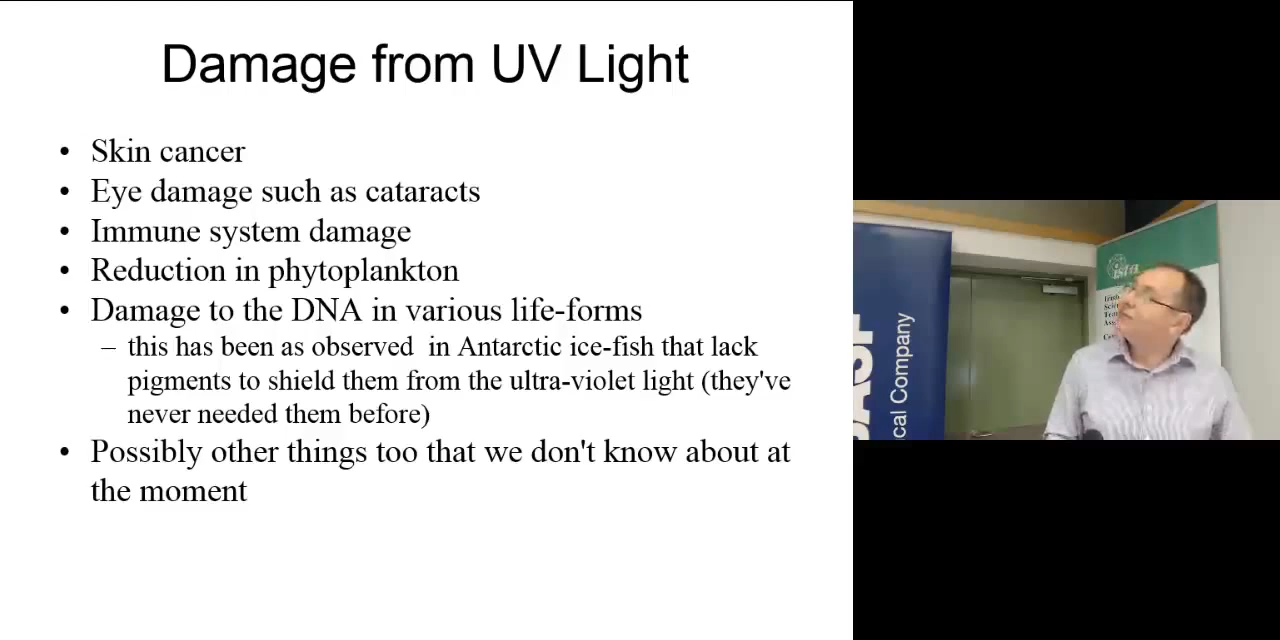 Damage from UV Light
• Skin cancer
• Eye damage such as cataracts
• Immune system damage
• Reduction in phytoplankton
• Damage to the DNA in various life-forms
– this has been as observed in Antarctic ice-fish that lack
pigments to shield them from the ultra-violet light (they've
never needed them before)
• Possibly other things too that we don't know about at
the moment
BASF
cal Company
ista